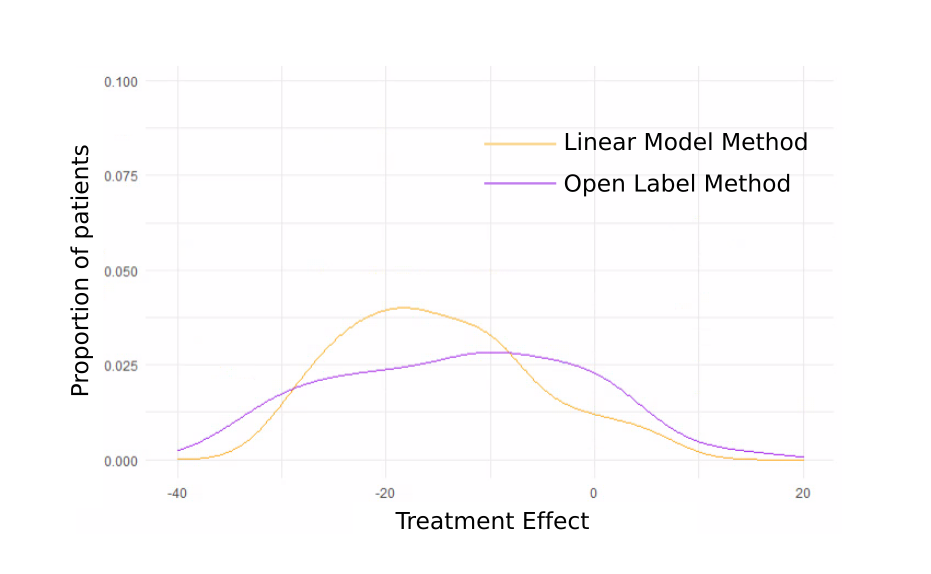 0.100
Linear Model Method
0.075
Open Label Method
Proportion of patients
0.050
0.025
0.000
-40
-20
0
20
Treatment Effect